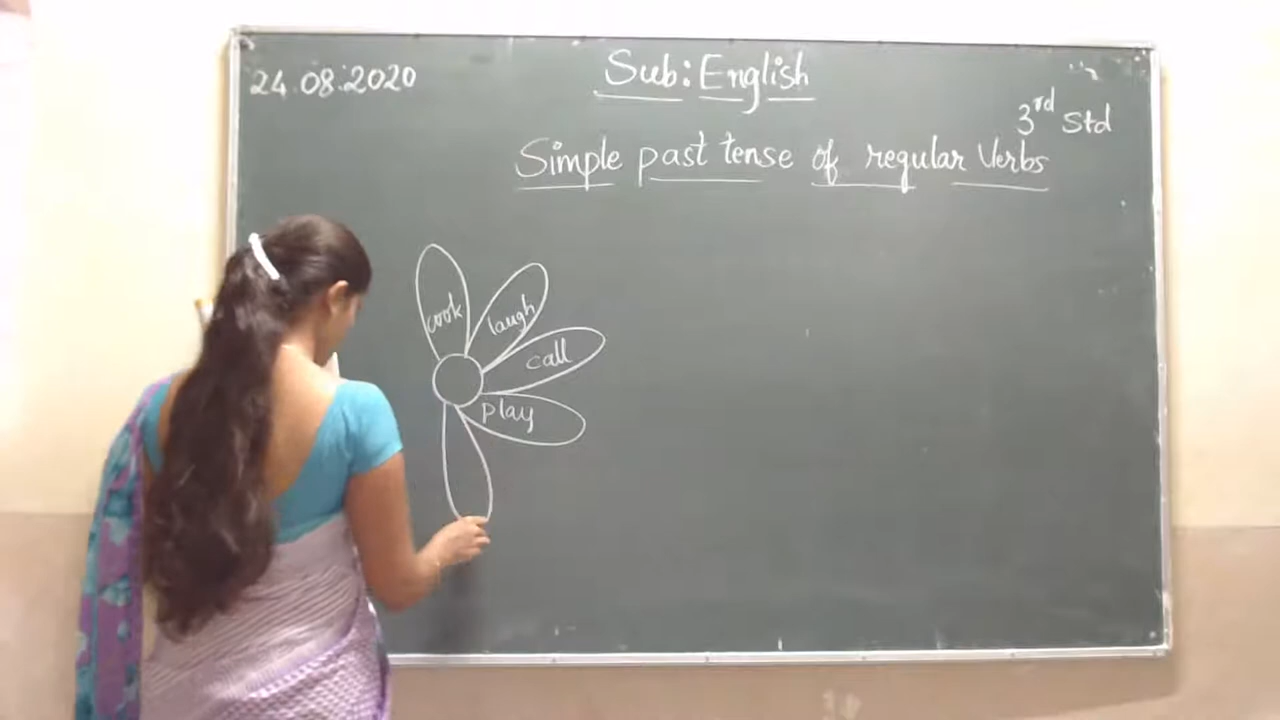 24.08.2020
Sub: English
3rd Std
Simple past tense of regular Verbs
cook
laugh
call
play